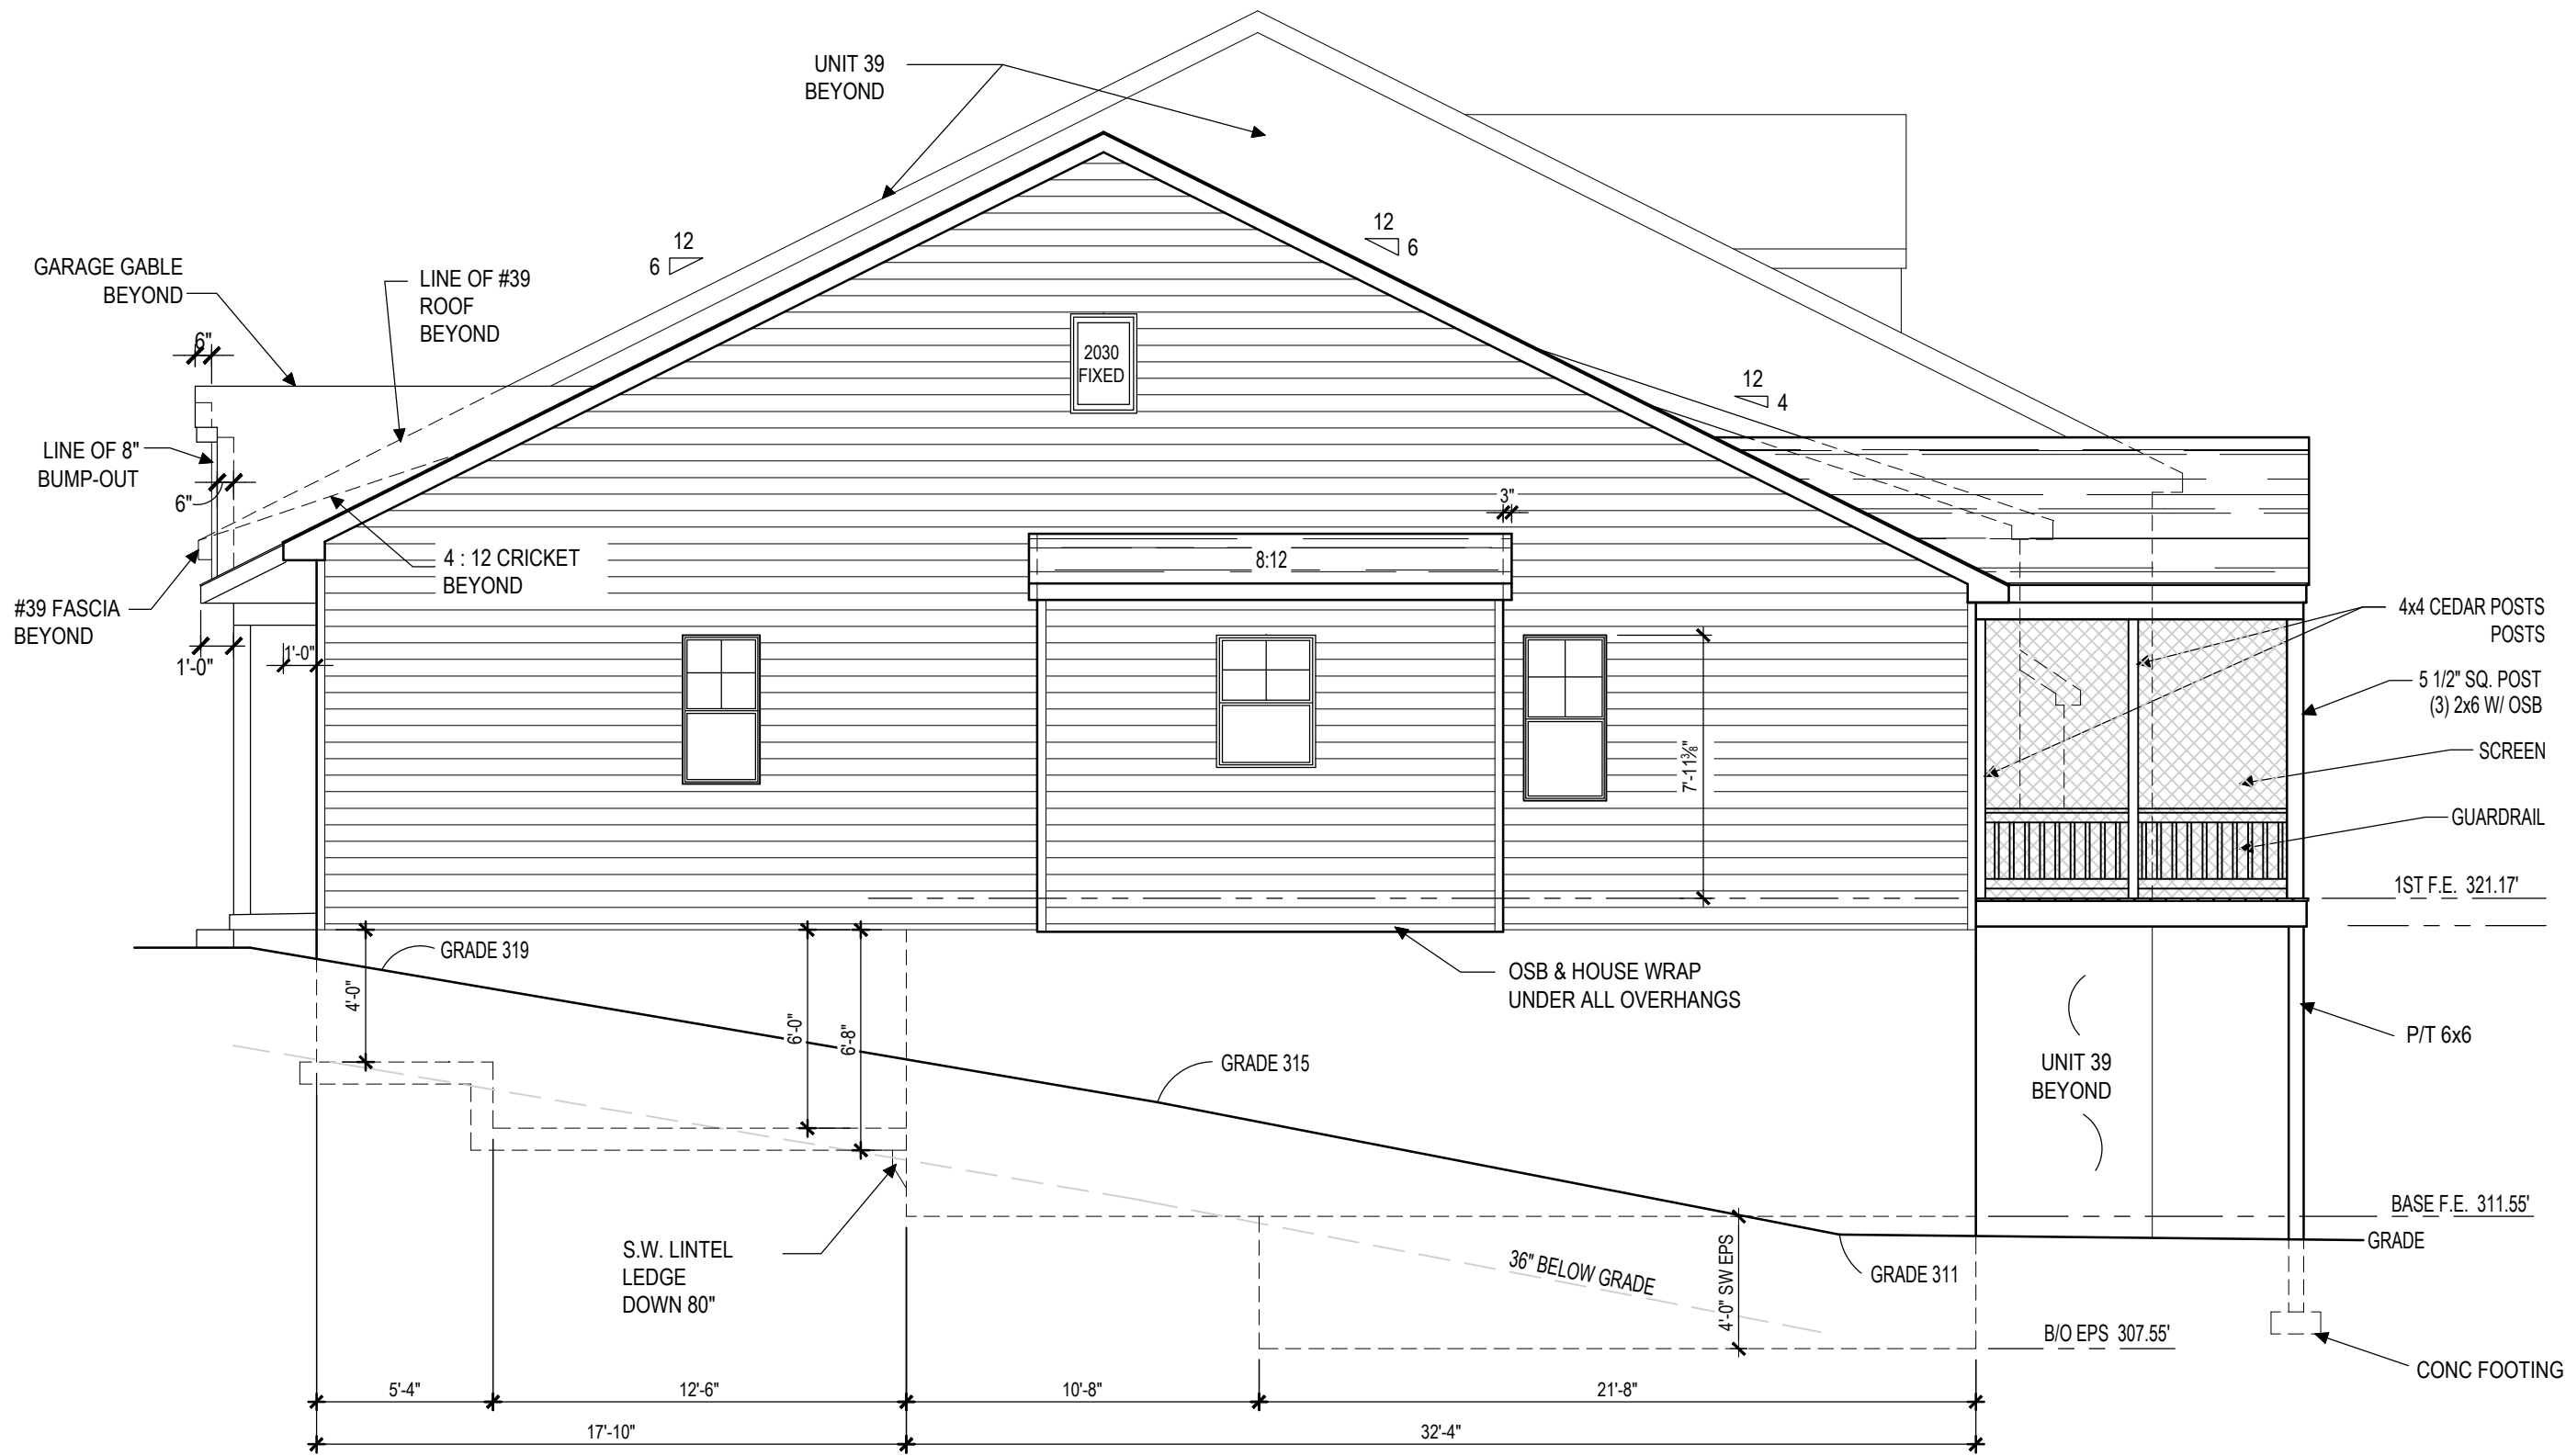 UNIT 39
BEYOND
12
6
12
6
GARAGE GABLE
BEYOND
LINE OF #39
ROOF
BEYOND
6"
2030
FIXED
12
4
LINE OF 8"
BUMP-OUT
6"
3"
4 : 12 CRICKET
BEYOND
8:12
#39 FASCIA
BEYOND
1'-0"
1'-0"
4x4 CEDAR POSTS
POSTS
5 1/2" SQ. POST
(3) 2x6 W/ OSB
SCREEN
7'-11⅜"
GUARDRAIL
1ST F.E. 321.17'
GRADE 319
OSB & HOUSE WRAP
UNDER ALL OVERHANGS
4'-0"
6'-0"
6'-8"
P/T 6x6
GRADE 315
UNIT 39
BEYOND
BASE F.E. 311.55'
GRADE
S.W. LINTEL
LEDGE
DOWN 80"
36" BELOW GRADE
4'-0" SW EPS
GRADE 311
B/O EPS 307.55'
CONC FOOTING
5'-4"
12'-6"
10'-8"
21'-8"
17'-10"
32'-4"